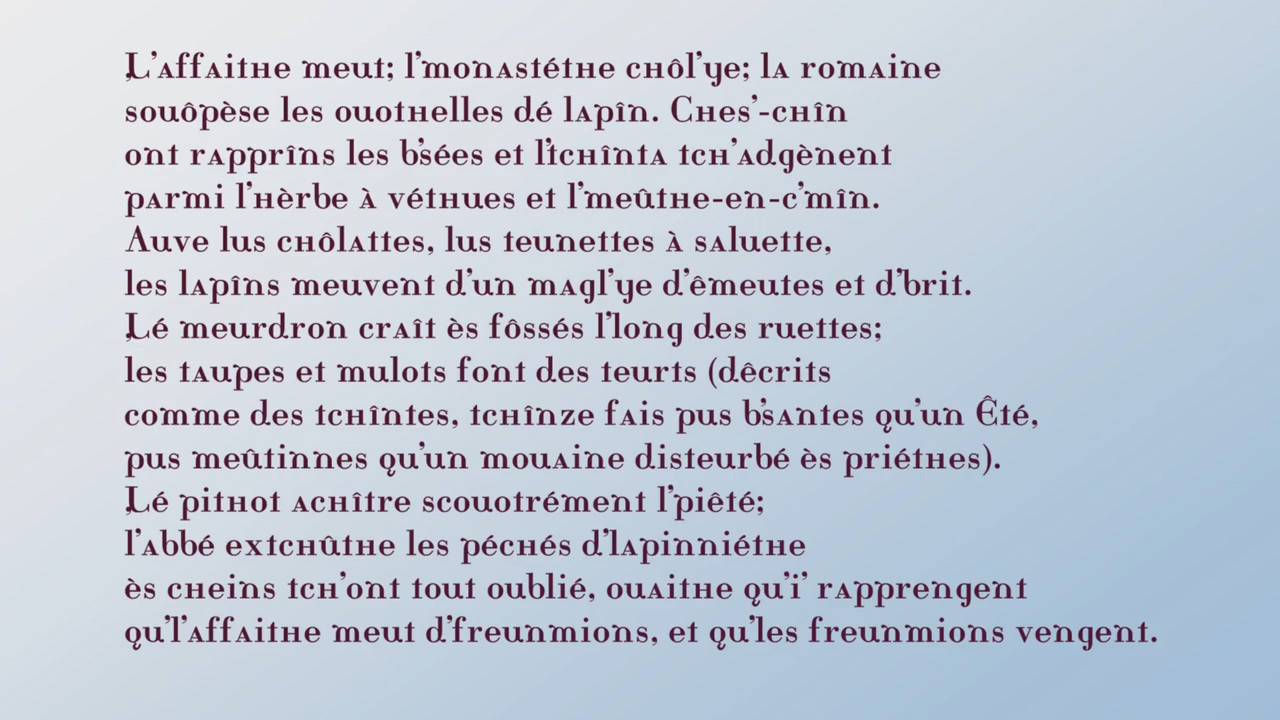 L'affaithe meut; l'monastéthe chôl'ye; la romaine
souôpèse les ouothelles dé lapîn. Ches'-chîn
ont rapprîns les b'sées et l'tchînta tch'adgènent
parmi l'hèrbe à véthues et l'meûthe-en-c'mîn.
Auve lus chôlattes, lus teunettes à saluette,
les lapîns meuvent d'un magl'ye d'êmeutes et d'brit.
Lé meurdron craît ès fôssés l'long des ruettes;
les taupes et mulots font des teurts (dêcrits
comme des tchîntes, tchînze fais pus b'santes qu'un Êté,
pus meûtinnes qu'un mouaine disteurbé ès priéthes).
Lé pithot achître scouotrément l'piêté;
l'abbé extchûthe les péchés d'lapinniéthe
ès cheins tch'ont tout oublié, ouaithe qu'i' rapprengent
qu'l'affaithe meut d'freunmions, et qu'les freunmions vengent.